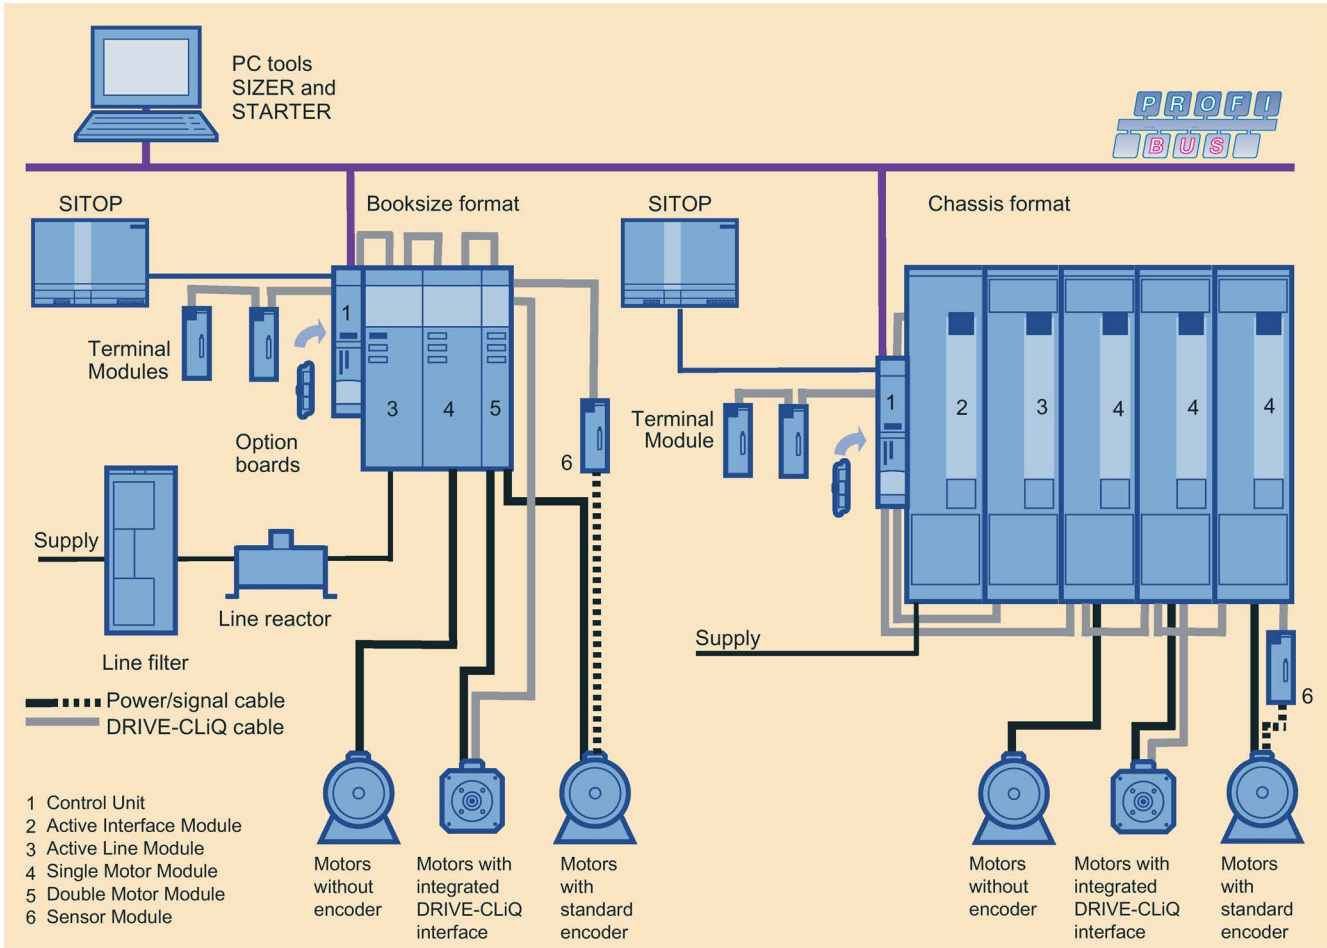 PC tools
SIZER and
STARTER
PROFI
BUS
SITOP
Booksize format
SITOP
Chassis format
1
3
4
5
Terminal
Modules
Option
boards
6
1
2
3
4
4
4
Terminal
Module
Supply
Line reactor
Line filter
Supply
6
Power/signal cable
DRIVE-CLiQ cable
1 Control Unit
2 Active Interface Module
3 Active Line Module
4 Single Motor Module
5 Double Motor Module
6 Sensor Module
Motors
without
encoder
Motors with
integrated
DRIVE-CLiQ
interface
Motors
with
standard
encoder
Motors
without
encoder
Motors with
integrated
DRIVE-CLiQ
interface
Motors
with
standard
encoder